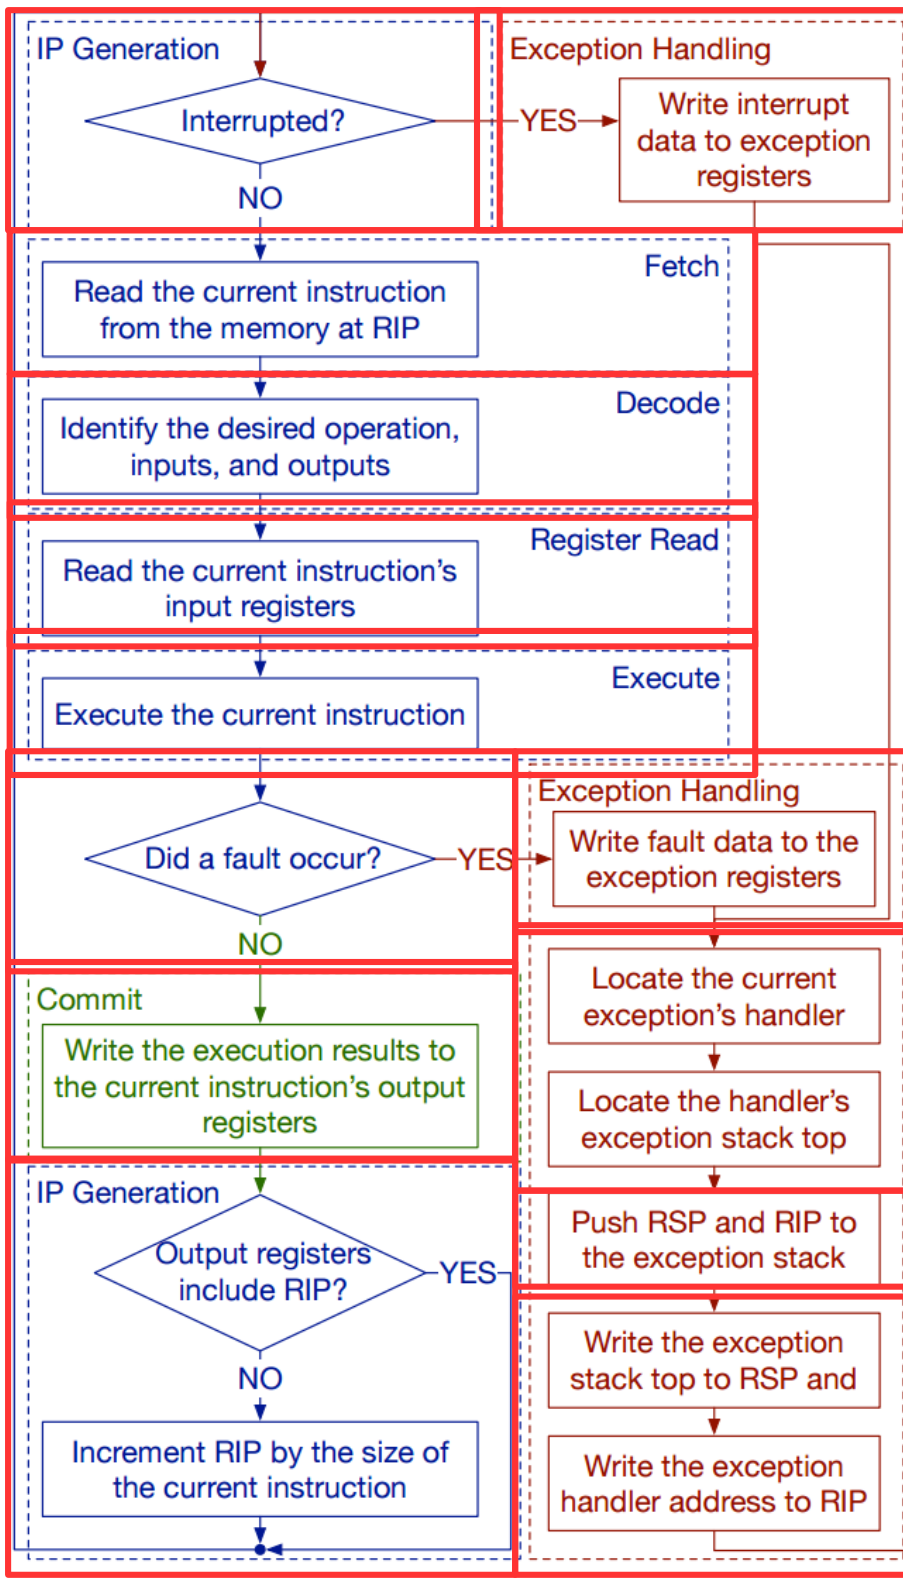 IP Generation
Exception Handling
Interrupted?
YES
Write interrupt
data to exception
registers
NO
Fetch
Read the current instruction
from the memory at RIP
Decode
Identify the desired operation,
inputs, and outputs
Register Read
Read the current instruction's
input registers
Execute
Execute the current instruction
Exception Handling
Did a fault occur?
YES
Write fault data to the
exception registers
NO
Locate the current
exception's handler
Commit
Write the execution results to
the current instruction's output
registers
Locate the handler's
exception stack top
IP Generation
Output registers
include RIP?
YES
Push RSP and RIP to
the exception stack
NO
Write the exception
stack top to RSP and
Increment RIP by the size of
the current instruction
Write the exception
handler address to RIP